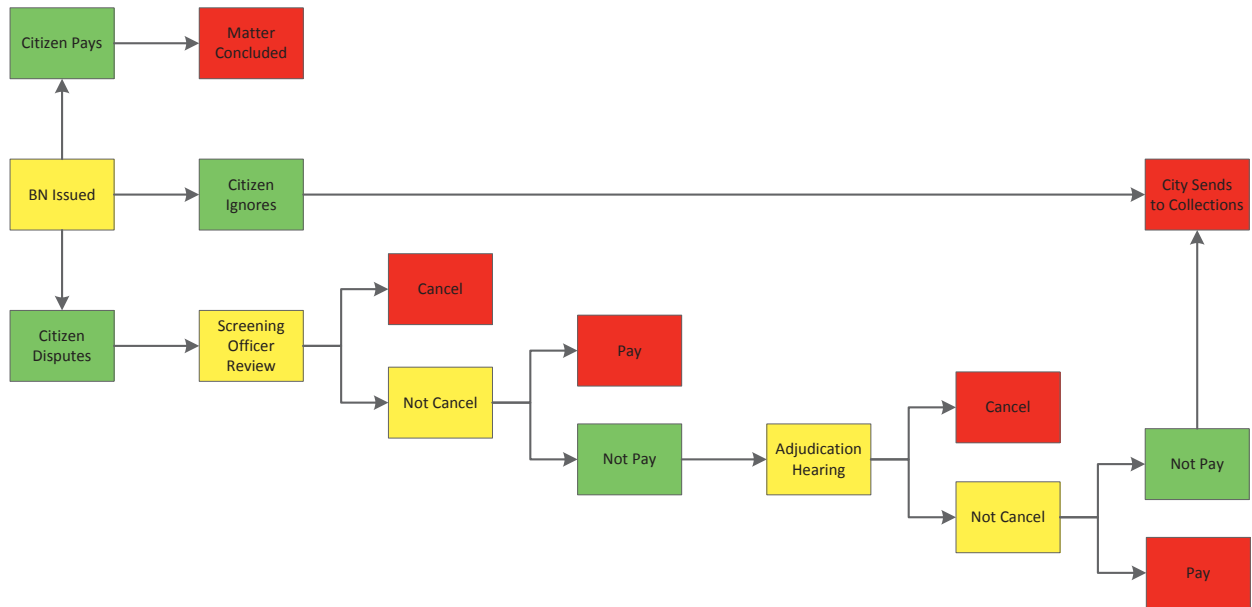 Citizen Pays
Matter
Concluded
BN Issued
Citizen
Ignores
City Sends
to Collections
Citizen
Disputes
Screening
Officer
Review
Cancel
Not Cancel
Pay
Not Pay
Adjudication
Hearing
Cancel
Not Cancel
Not Pay
Pay